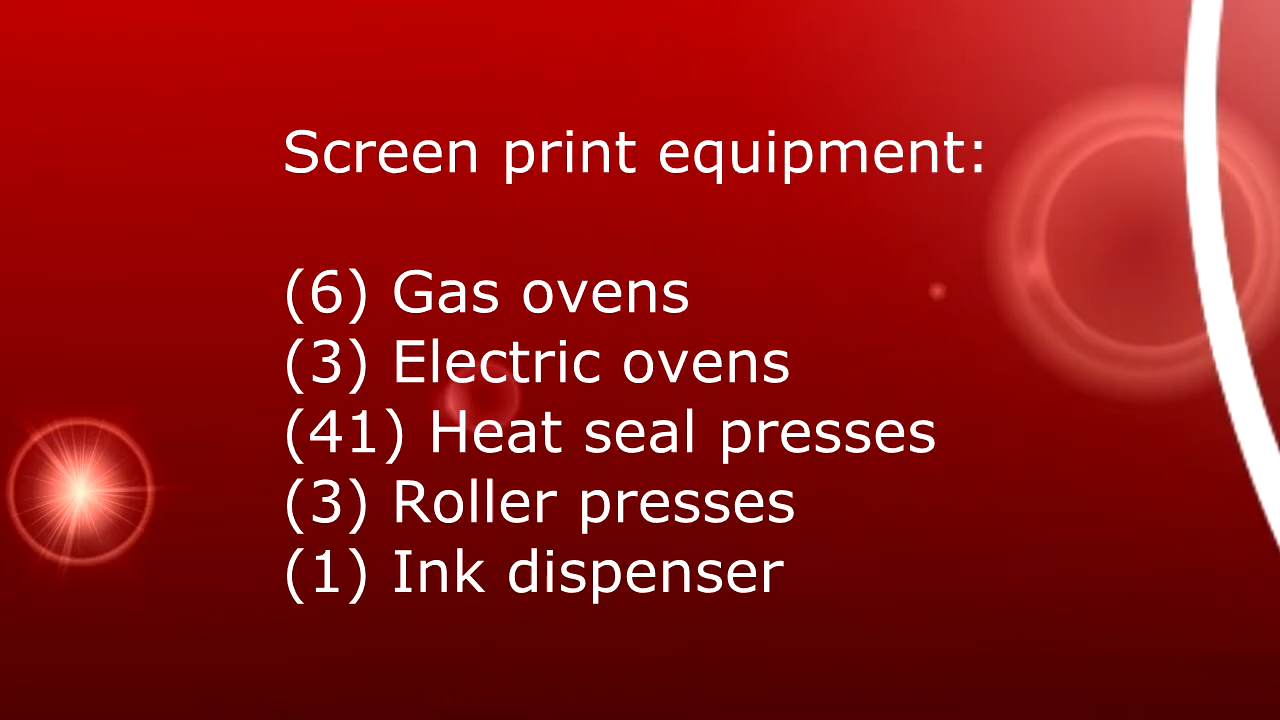 Screen print equipment:
(6) Gas ovens
(3) Electric ovens
(41) Heat seal presses
(3) Roller presses
(1) Ink dispenser